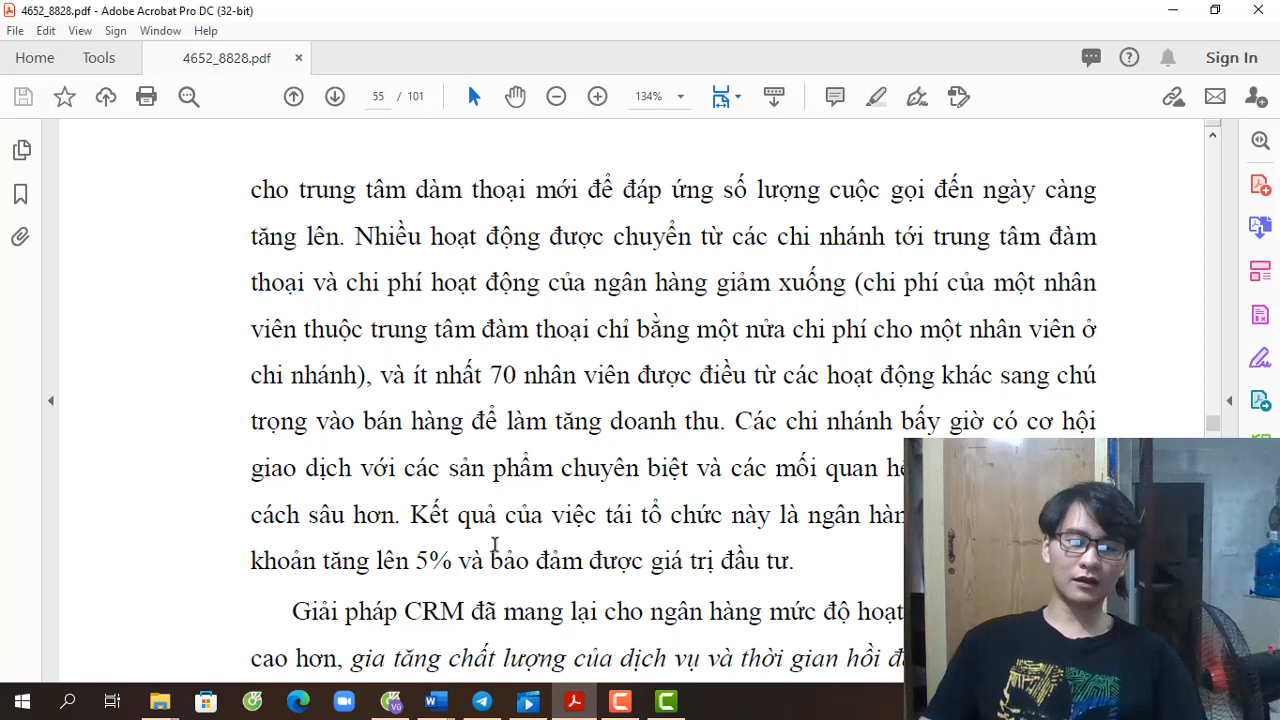 4652_8828.pdf - Adobe Acrobat Pro DC (32-bit)
File Edit View Sign Window Help
Home Tools 4652_8828.pdf × Sign In
55 / 101 134%
cho trung tâm dàm thoại mới để đáp ứng số lượng cuộc gọi đến ngày càng
tăng lên. Nhiều hoạt động được chuyển từ các chi nhánh tới trung tâm đàm
thoại và chi phí hoạt động của ngân hàng giảm xuống (chi phí của một nhân
viên thuộc trung tâm đàm thoại chỉ bằng một nửa chi phí cho một nhân viên ở
chi nhánh), và ít nhất 70 nhân viên được điều từ các hoạt động khác sang chú
trọng vào bán hàng để làm tăng doanh thu. Các chi nhánh bấy giờ có cơ hội
giao dịch với các sản phẩm chuyên biệt và các mối quan
cách sâu hơn. Kết quả của việc tái tổ chức này là ngân
khoản tăng lên 5% và bảo đảm được giá trị đầu tư.
Giải pháp CRM đã mang lại cho ngân hàng mức độ hoạt
cao hơn, gia tăng chất lượng của dịch vụ và thời gian hồi